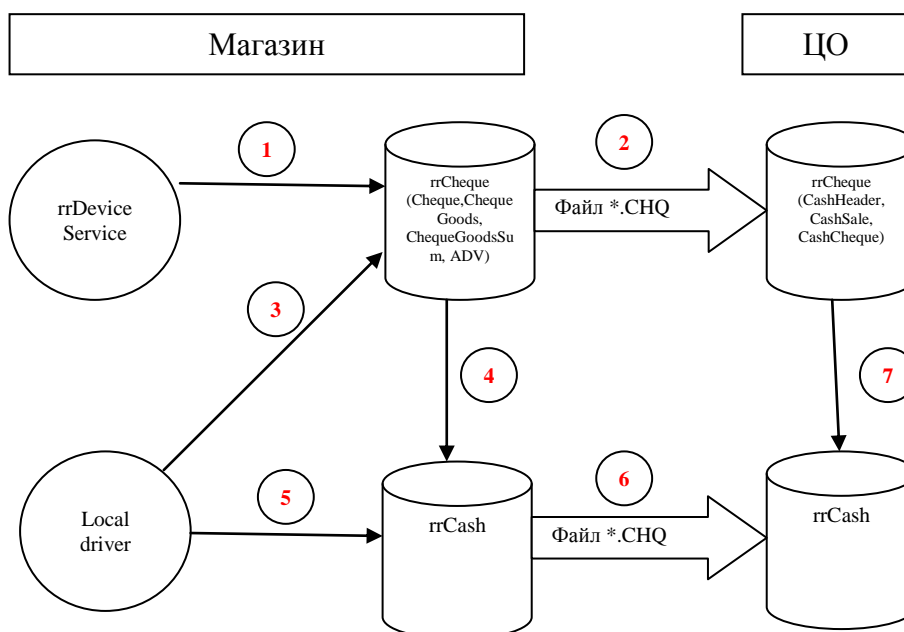 Магазин
ЦО
1
2
rrDevice
Service
rrCheque
(Cheque,Cheque
Goods,
ChequeGoodsSu
m, ADV)
Файл *.CHQ
rrCheque
(CashHeader,
CashSale,
CashCheque)
3
4
7
5
6
Local
driver
rrCash
Файл *.CHQ
rrCash